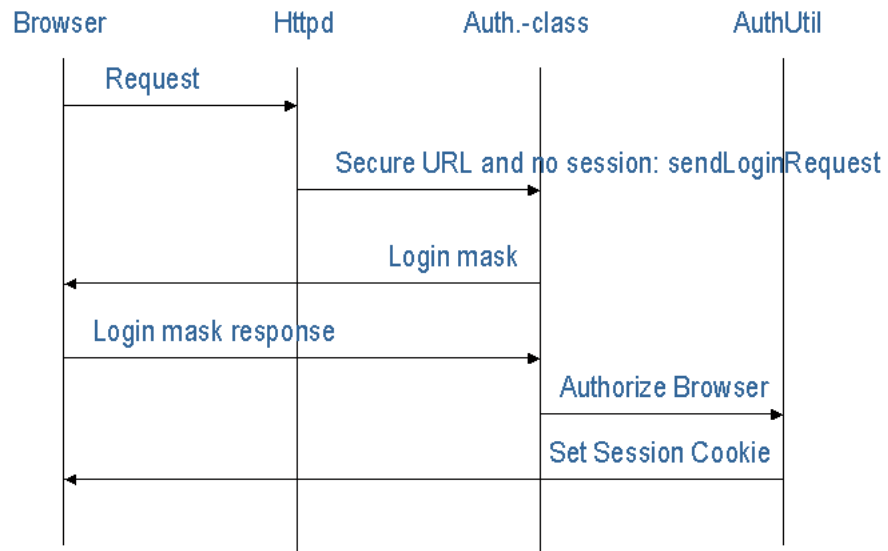 Browser
Httpd
Auth.-class
AuthUtil
Request
Secure URL and no session: sendLoginRequest
Login mask
Login mask response
Authorize Browser
Set Session Cookie